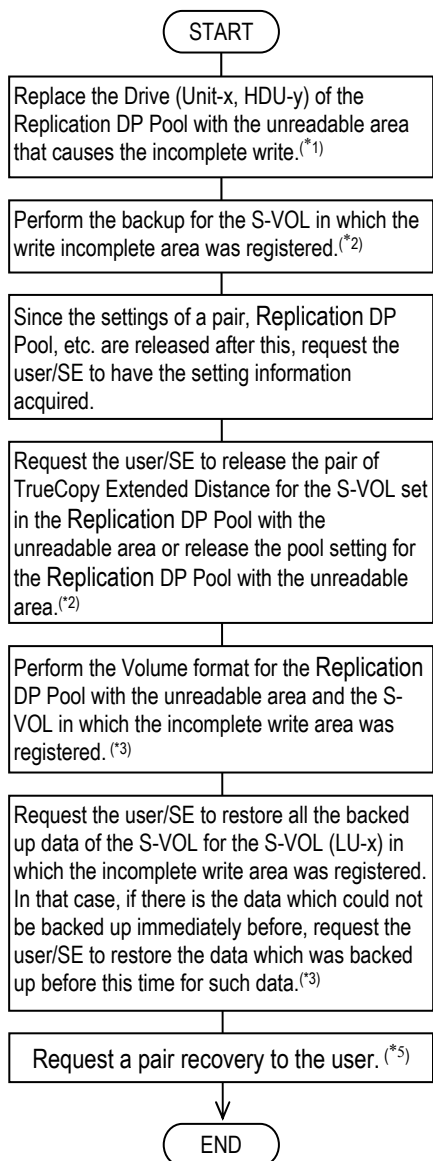 START
Replace the Drive (Unit-x, HDU-y) of the
Replication DP Pool with the unreadable area
that causes the incomplete write.(*1)
Perform the backup for the S-VOL in which the
write incomplete area was registered.(*2)
Since the settings of a pair, Replication DP
Pool, etc. are released after this, request the
user/SE to have the setting information
acquired.
Request the user/SE to release the pair of
TrueCopy Extended Distance for the S-VOL set
in the Replication DP Pool with the
unreadable area or release the pool setting for
the Replication DP Pool with the unreadable
area.(*2)
Perform the Volume format for the Replication
DP Pool with the unreadable area and the S-
VOL in which the incomplete write area was
registered. (*3)
Request the user/SE to restore all the backed
up data of the S-VOL for the S-VOL (LU-x) in
which the incomplete write area was registered.
In that case, if there is the data which could not
be backed up immediately before, request the
user/SE to restore the data which was backed
up before this time for such data.(*3)
Request a pair recovery to the user. (*5)
END